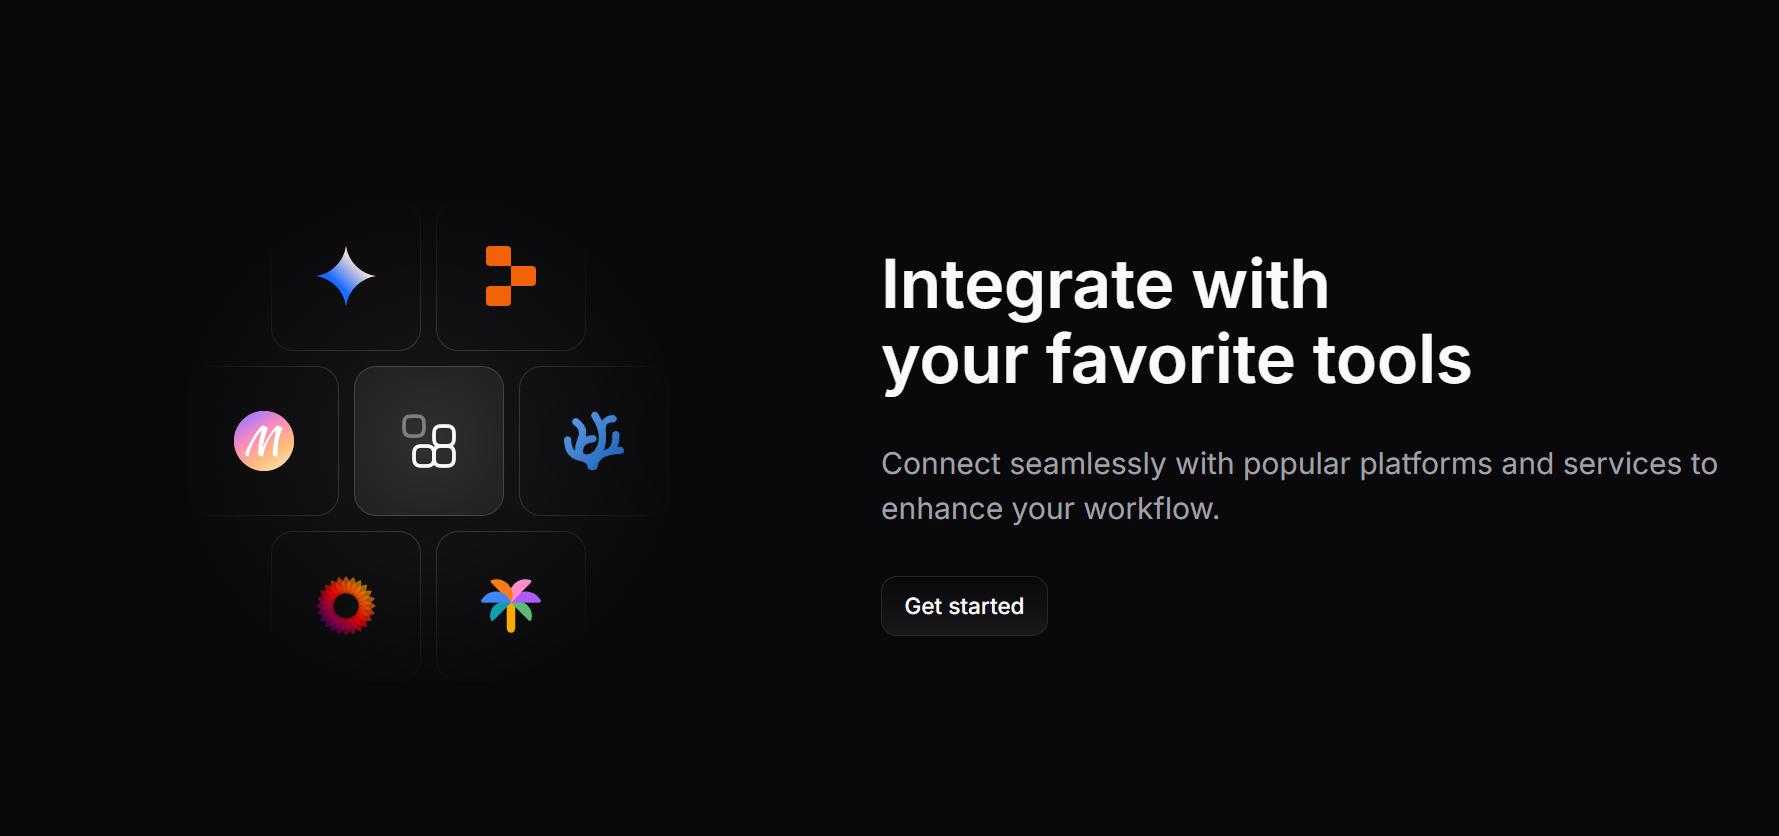 Integrate with
your favorite tools
Connect seamlessly with popular platforms and services to
enhance your workflow.
Get started